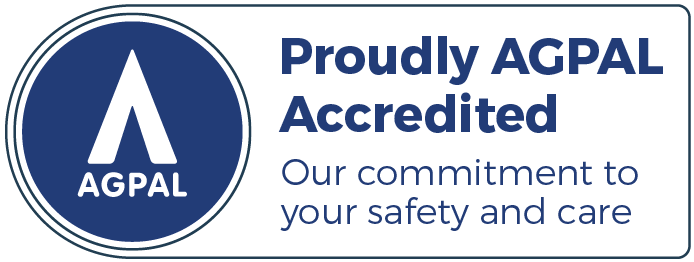 AGPAL
Proudly AGPAL
Accredited
Our commitment to
your safety and care